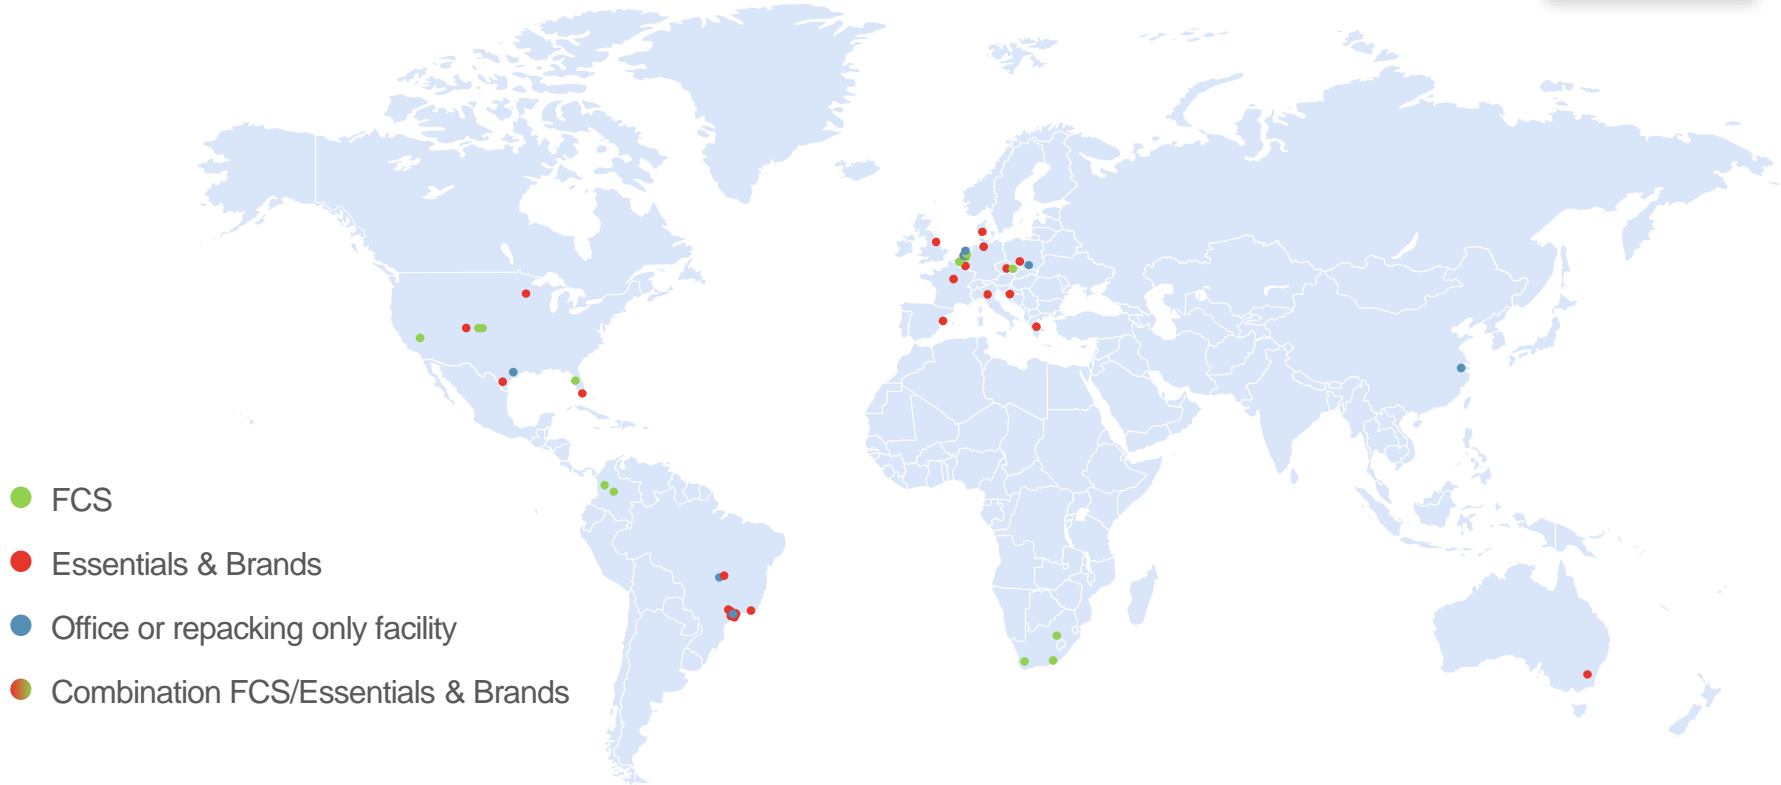 FCS
Essentials & Brands
Office or repacking only facility
Combination FCS/Essentials & Brands